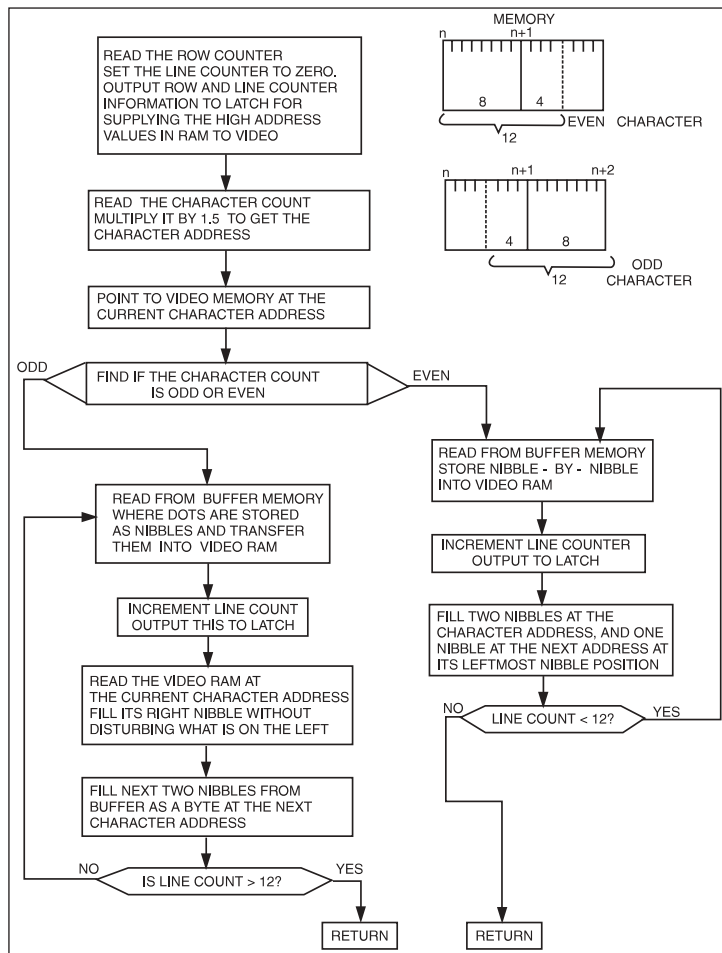 READ THE ROW COUNTER
SET THE LINE COUNTER TO ZERO.
OUTPUT ROW AND LINE COUNTER
INFORMATION TO LATCH FOR
SUPPLYING THE HIGH ADDRESS
VALUES IN RAM TO VIDEO
MEMORY
n
n+1
8
4
12
EVEN CHARACTER
n
n+1
n+2
4
8
12
ODD
CHARACTER
READ THE CHARACTER COUNT
MULTIPLY IT BY 1.5 TO GET THE
CHARACTER ADDRESS
POINT TO VIDEO MEMORY AT THE
CURRENT CHARACTER ADDRESS
ODD
FIND IF THE CHARACTER COUNT
IS ODD OR EVEN
EVEN
READ FROM BUFFER MEMORY
WHERE DOTS ARE STORED
AS NIBBLES AND TRANSFER
THEM INTO VIDEO RAM
INCREMENT LINE COUNT
OUTPUT THIS TO LATCH
READ THE VIDEO RAM AT
THE CURRENT CHARACTER ADDRESS
FILL ITS RIGHT NIBBLE WITHOUT
DISTURBING WHAT IS ON THE LEFT
FILL NEXT TWO NIBBLES FROM
BUFFER AS A BYTE AT THE NEXT
CHARACTER ADDRESS
NO
IS LINE COUNT > 12?
YES
RETURN
READ FROM BUFFER MEMORY
STORE NIBBLE - BY - NIBBLE
INTO VIDEO RAM
INCREMENT LINE COUNTER
OUTPUT TO LATCH
FILL TWO NIBBLES AT THE
CHARACTER ADDRESS, AND ONE
NIBBLE AT THE NEXT ADDRESS AT
ITS LEFTMOST NIBBLE POSITION
NO
LINE COUNT < 12?
YES
RETURN